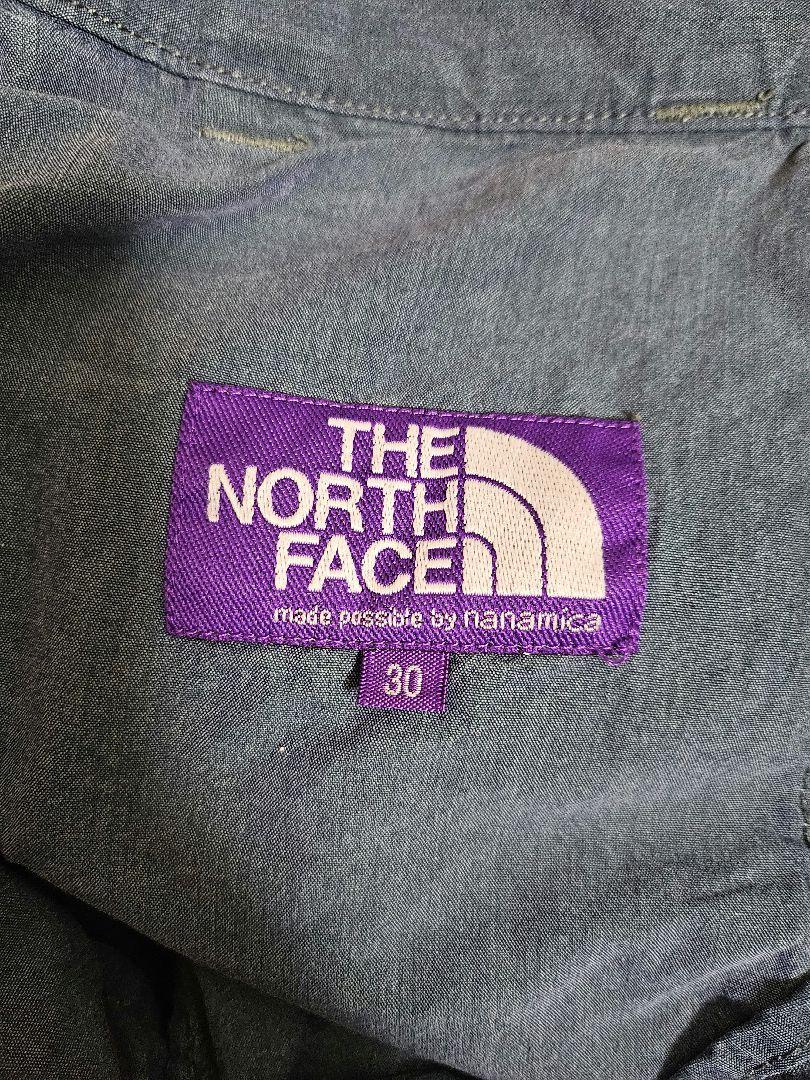 THE
NORTH
FACE
made possible by nanamica
30